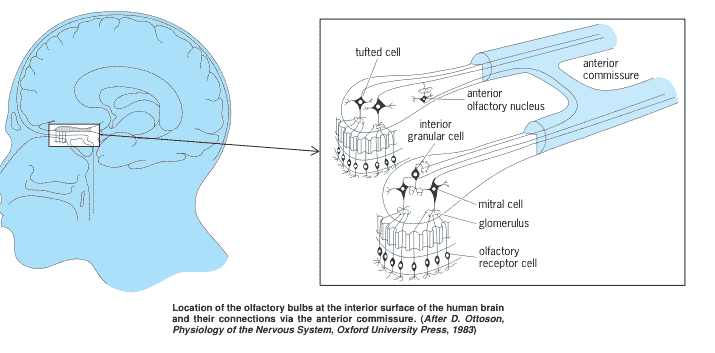 tufted cell
anterior
commissure
anterior
olfactory nucleus
interior
granular cell
mitral cell
glomerulus
olfactory
receptor cell
Location of the olfactory bulbs at the interior surface of the human brain
and their connections via the anterior commissure. (After D. Ottoson,
Physiology of the Nervous System, Oxford University Press, 1983)